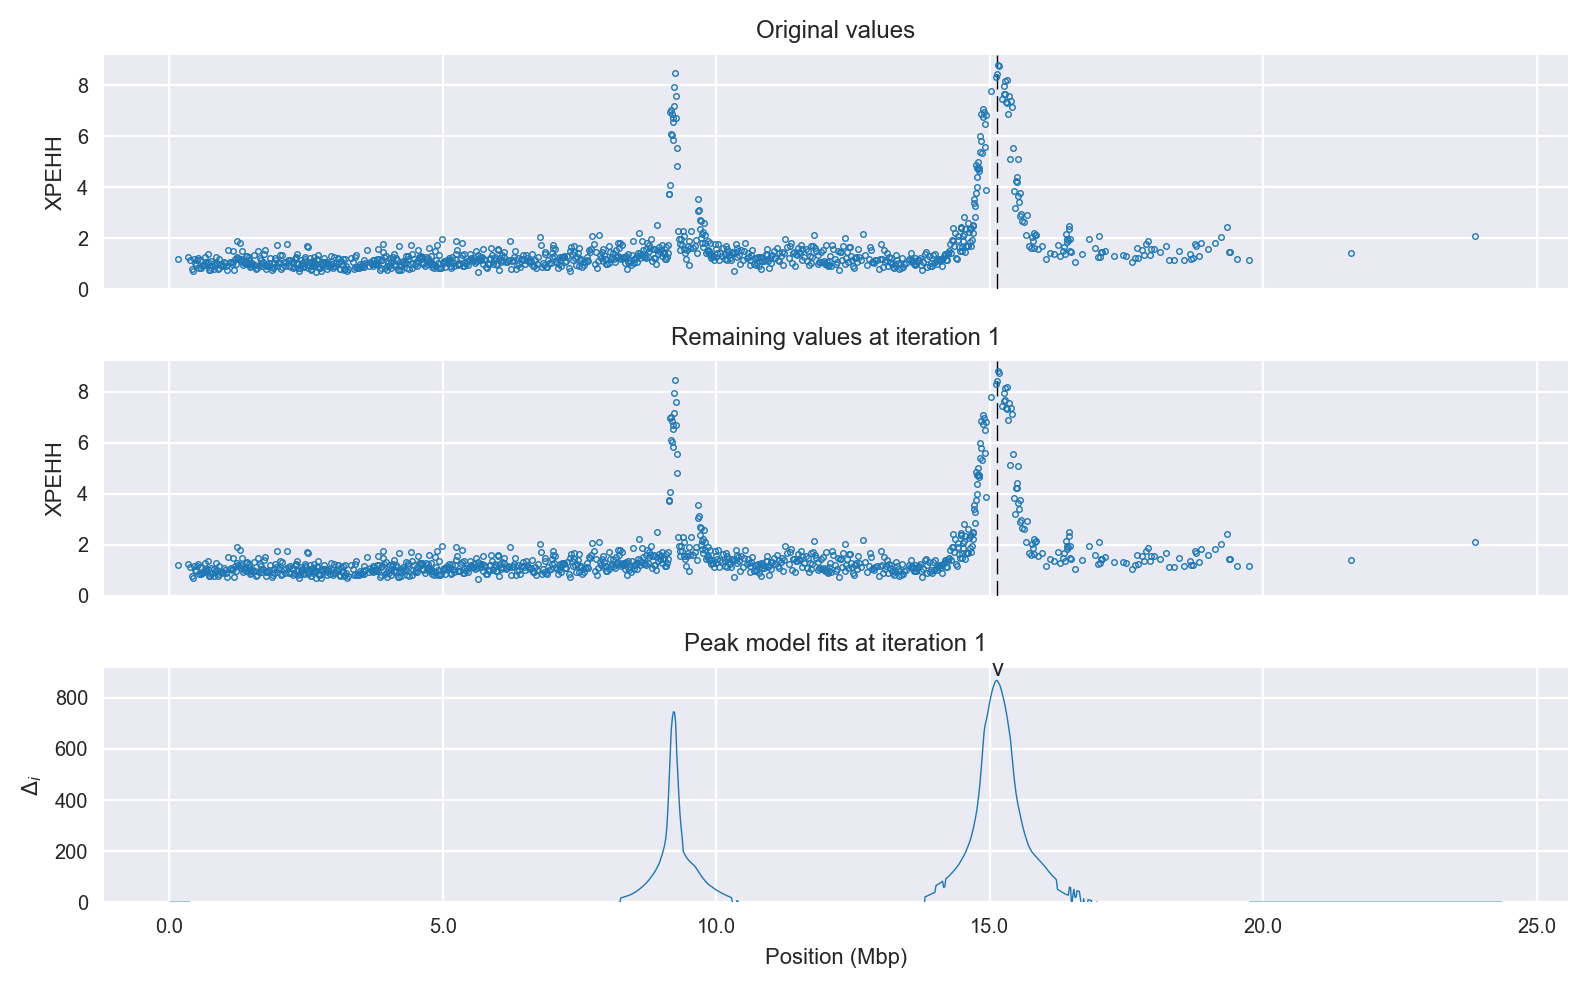 Original values
8
6
4
2
0
XPEHH
Remaining values at iteration 1
8
6
4
2
0
XPEHH
Peak model fits at iteration 1
v
800
600
400
200
0
Δi
0.0 5.0 10.0 15.0 20.0 25.0
Position (Mbp)